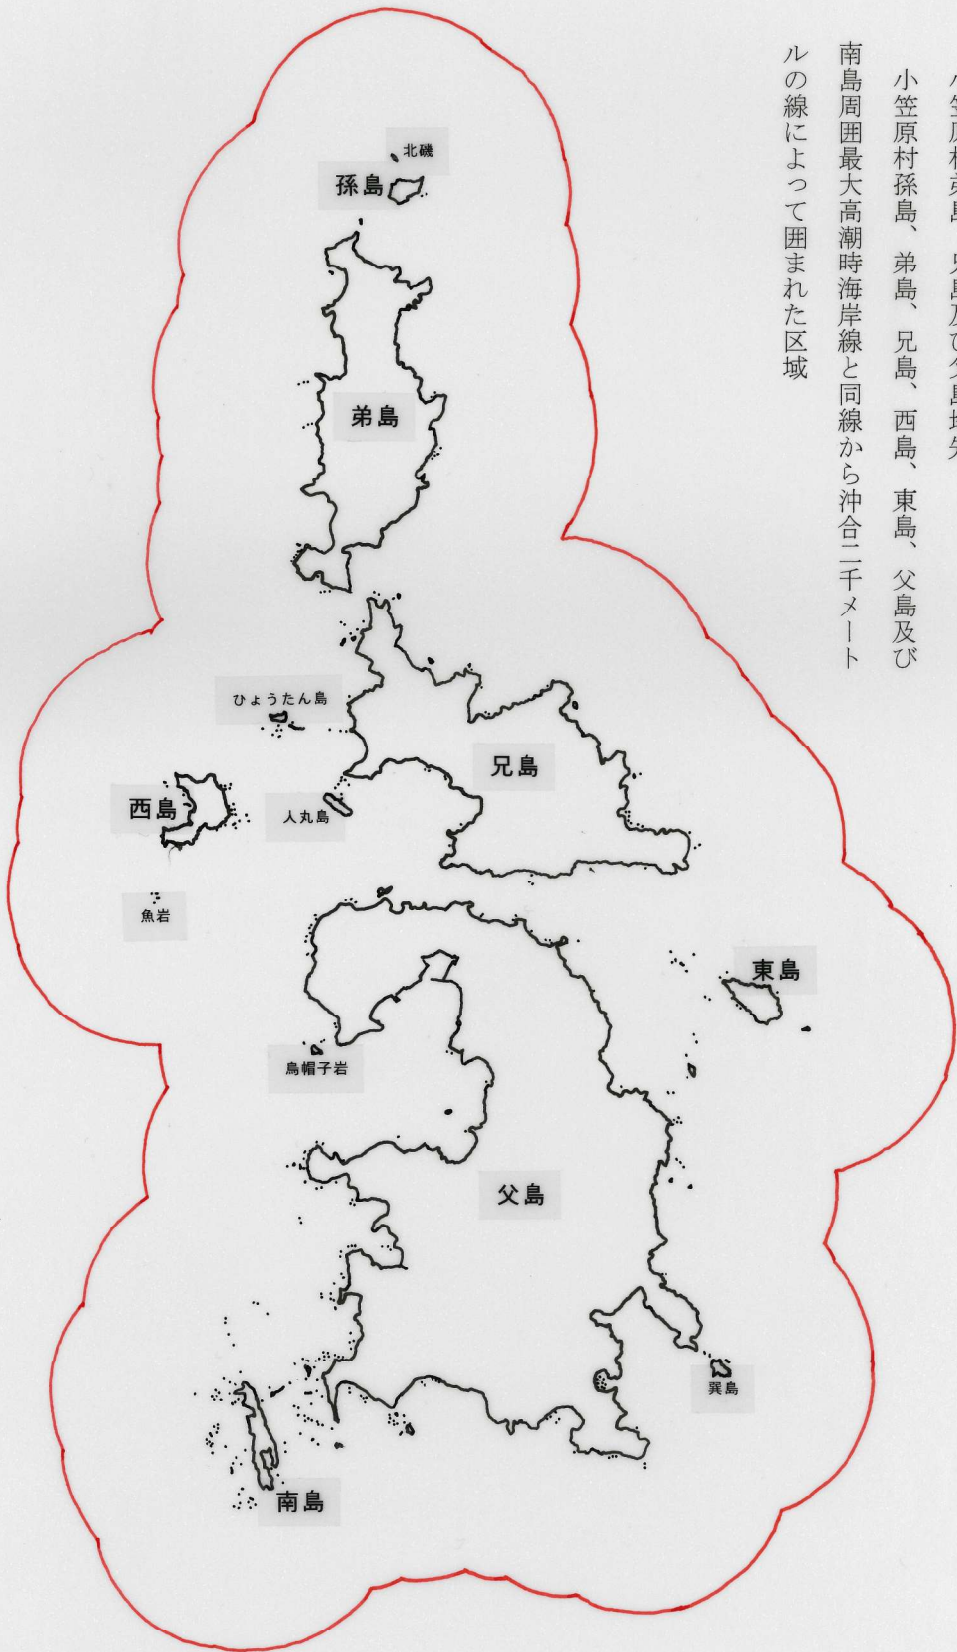 小笠原村弟島、兄島及び父島地先
小笠原村孫島、弟島、兄島、西島、東島、父島及び
南島周囲最大高潮時海岸線と同線から沖合二千メート
ルの線によって囲まれた区域
北磯
孫島
弟島
ひょうたん島
兄島
西島
人丸島
魚岩
東島
烏帽子岩
父島
巽島
南島